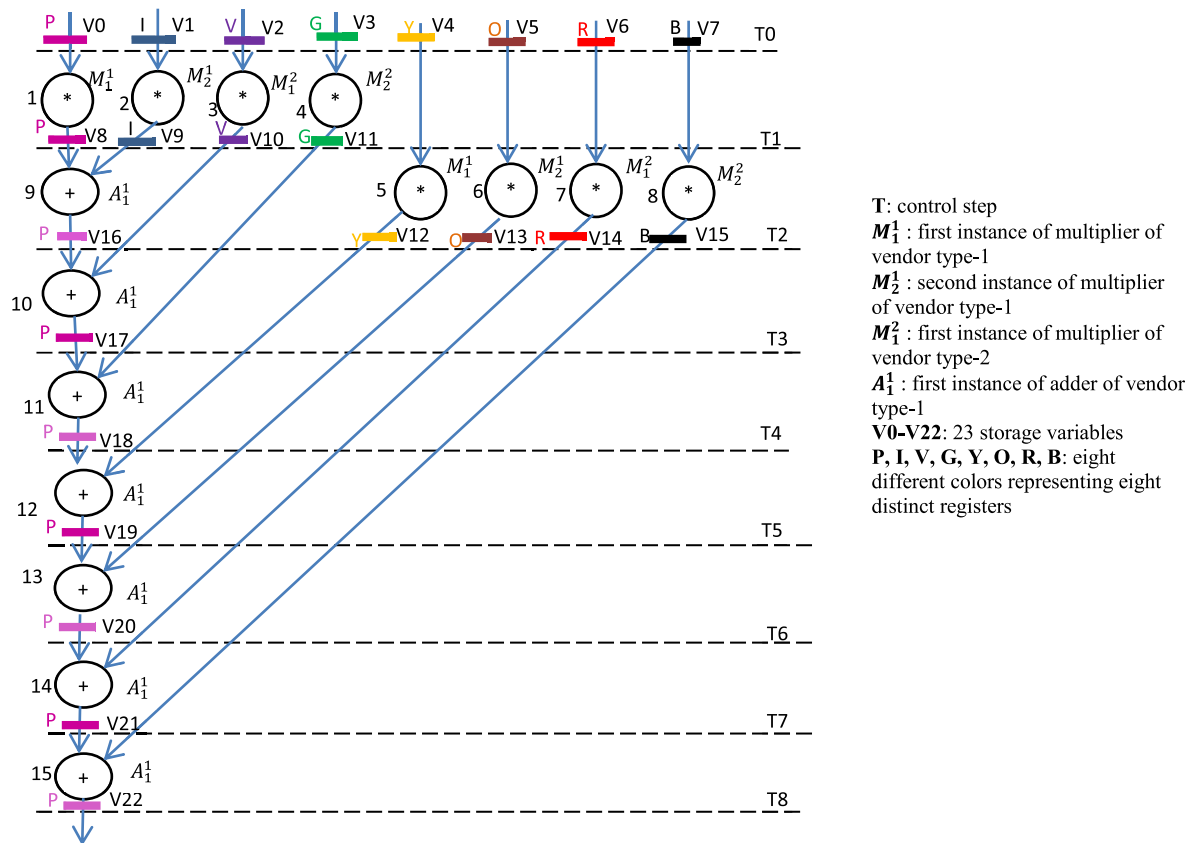 P V0 I V1 V V2 G V3 Y V4 O V5 R V6 B V7 T0
1 * M₁¹ 2 * M₂¹ 3 * M₁² 4 * M₂²
P V8 I V9 V V10 G V11 T1
9 + A₁¹ 5 * M₁¹ 6 * M₂¹ 7 * M₁² 8 * M₂²
P V16 Y V12 O V13 R V14 B V15 T2
10 + A₁¹
P V17 T3
11 + A₁¹
P V18 T4
12 + A₁¹
P V19 T5
13 + A₁¹
P V20 T6
14 + A₁¹
P V21 T7
15 + A₁¹
P V22 T8
T: control step
M₁¹ : first instance of multiplier of
vendor type-1
M₂¹ : second instance of multiplier
of vendor type-1
M₁² : first instance of multiplier of
vendor type-2
A₁¹ : first instance of adder of vendor
type-1
V0-V22: 23 storage variables
P, I, V, G, Y, O, R, B: eight
different colors representing eight
distinct registers